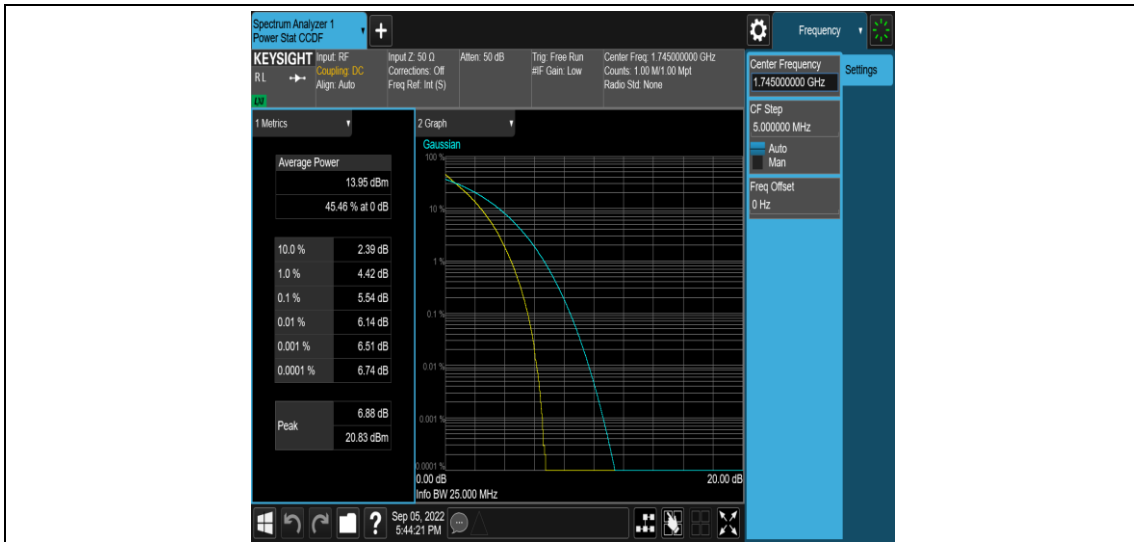 Spectrum Analyzer 1
Power Stat CCDF
+
Frequency
KEYSIGHT
RL
LXI
Input: RF
Coupling: DC
Align: Auto
Input Z: 50 Ω
Corrections: Off
Freq Ref: Int (S)
Atten: 50 dB
Trig: Free Run
#IF Gain: Low
Center Freq: 1.745000000 GHz
Counts: 1.00 M/1.00 Mpt
Radio Std: None
Center Frequency
1.745000000 GHz
Settings
CF Step
5.000000 MHz
Auto
Man
Freq Offset
0 Hz
1 Metrics
Average Power
13.95 dBm
45.46 % at 0 dB
10.0 % 2.39 dB
1.0 % 4.42 dB
0.1 % 5.54 dB
0.01 % 6.14 dB
0.001 % 6.51 dB
0.0001 % 6.74 dB
Peak
6.88 dB
20.83 dBm
2 Graph
Gaussian
100 %
10 %
1 %
0.1 %
0.01 %
0.001 %
0.0001 %
0.00 dB 20.00 dB
Info BW 25.000 MHz
?
Sep 05, 2022
5:44:21 PM